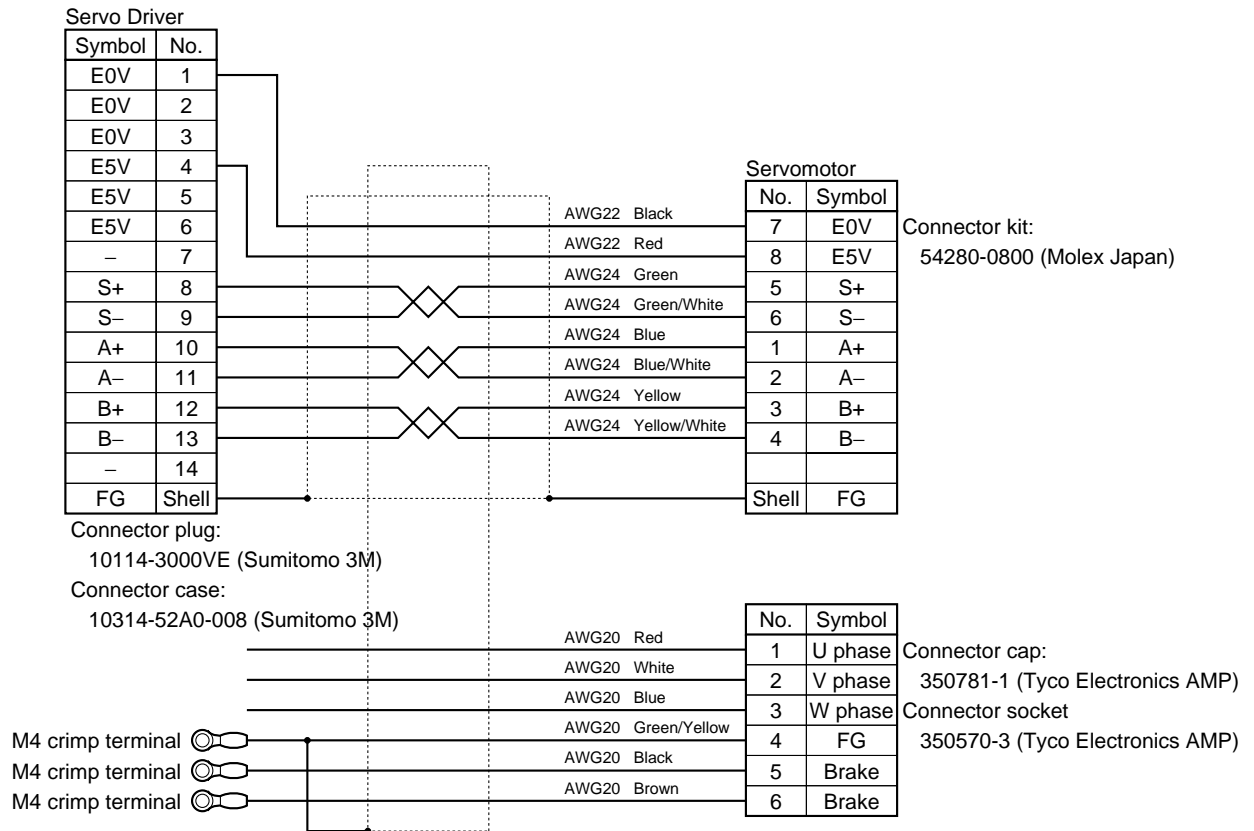 Servo Driver
Symbol No.
E0V 1
E0V 2
E0V 3
E5V 4
E5V 5
E5V 6
– 7
S+ 8
S– 9
A+ 10
A– 11
B+ 12
B– 13
– 14
FG Shell
Connector plug:
10114-3000VE (Sumitomo 3M)
Connector case:
10314-52A0-008 (Sumitomo 3M)
AWG22 Black
AWG22 Red
AWG24 Green
AWG24 Green/White
AWG24 Blue
AWG24 Blue/White
AWG24 Yellow
AWG24 Yellow/White
Servomotor
No. Symbol
7 E0V
8 E5V
5 S+
6 S–
1 A+
2 A–
3 B+
4 B–
Shell FG
Connector kit:
54280-0800 (Molex Japan)
M4 crimp terminal
M4 crimp terminal
M4 crimp terminal
AWG20 Red
AWG20 White
AWG20 Blue
AWG20 Green/Yellow
AWG20 Black
AWG20 Brown
No. Symbol
1 U phase
2 V phase
3 W phase
4 FG
5 Brake
6 Brake
Connector cap:
350781-1 (Tyco Electronics AMP)
Connector socket
350570-3 (Tyco Electronics AMP)